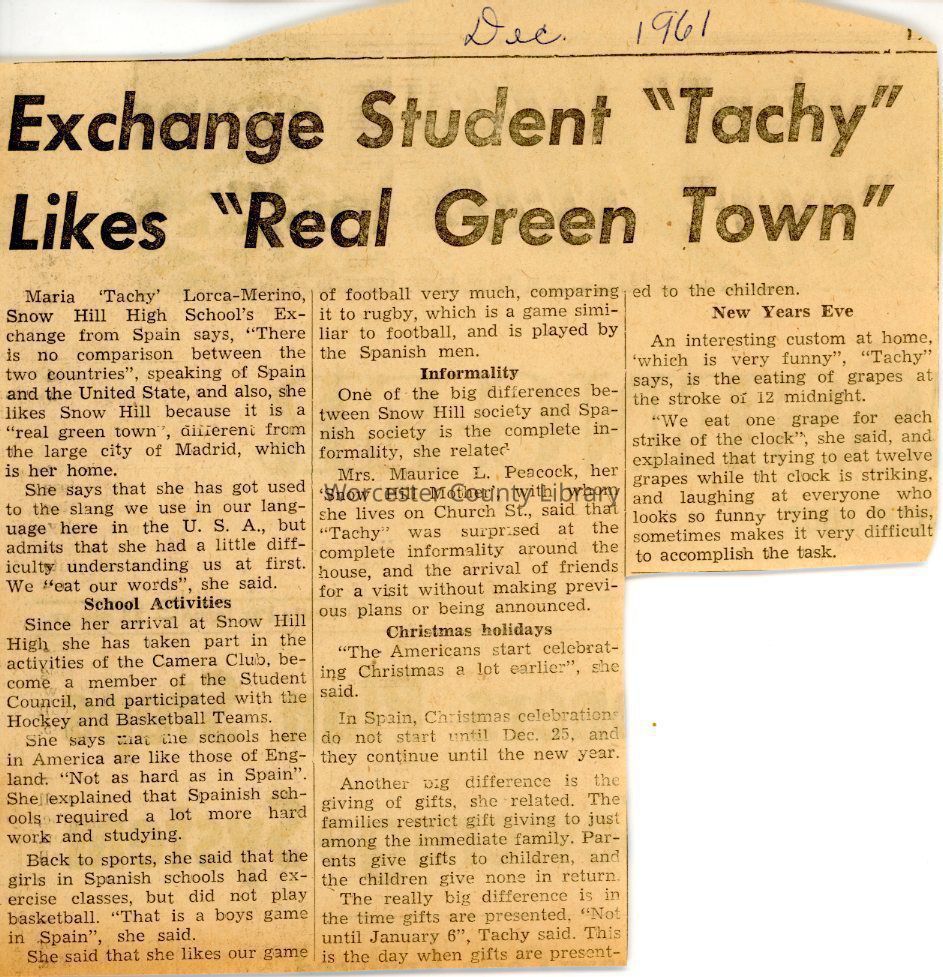 Dec. 1961
Exchange Student "Tachy"
Likes "Real Green Town"
Maria 'Tachy' Lorca-Merino,
Snow Hill High School's Ex-
change from Spain says, "There
is no comparison between the
two countries", speaking of Spain
and the United State, and also, she
likes Snow Hill because it is a
"real green town", different from
the large city of Madrid, which
is her home.
She says that she has got used
to the slang we use in our lang-
uage here in the U. S. A., but
admits that she had a little diff-
iculty understanding us at first.
We "eat our words", she said.
School Activities
Since her arrival at Snow Hill
High she has taken part in the
activities of the Camera Club, be-
come a member of the Student
Council, and participated with the
Hockey and Basketball Teams.
She says that the schools here
in America are like those of Eng-
land. "Not as hard as in Spain".
She explained that Spainish sch-
ools required a lot more hard
work and studying.
Back to sports, she said that the
girls in Spanish schools had ex-
ercise classes, but did not play
basketball. "That is a boys game
in Spain", she said.
She said that she likes our game
of football very much, comparing
it to rugby, which is a game simi-
liar to football, and is played by
the Spanish men.
Informality
One of the big differences be-
tween Snow Hill society and Spa-
nish society is the complete in-
formality, she related
Mrs. Maurice L. Peacock, her
'Snow Hill Mother', with whom
Worcester County Library
she lives on Church St., said that
"Tachy" was surprised at the
complete informality around the
house, and the arrival of friends
for a visit without making previ-
ous plans or being announced.
Christmas holidays
"The Americans start celebrat-
ing Christmas a lot earlier", she
said.
In Spain, Christmas celebrations
do not start until Dec. 25, and
they continue until the new year.
Another big difference is the
giving of gifts, she related. The
families restrict gift giving to just
among the immediate family. Par-
ents give gifts to children, and
the children give none in return.
The really big difference is in
the time gifts are presented, "Not
until January 6", Tachy said. This
is the day when gifts are present-
ed to the children.
New Years Eve
An interesting custom at home,
'which is very funny", "Tachy"
says, is the eating of grapes at
the stroke of 12 midnight.
"We eat one grape for each
strike of the clock", she said, and
explained that trying to eat twelve
grapes while tht clock is striking,
and laughing at everyone who
looks so funny trying to do this,
sometimes makes it very difficult
to accomplish the task.